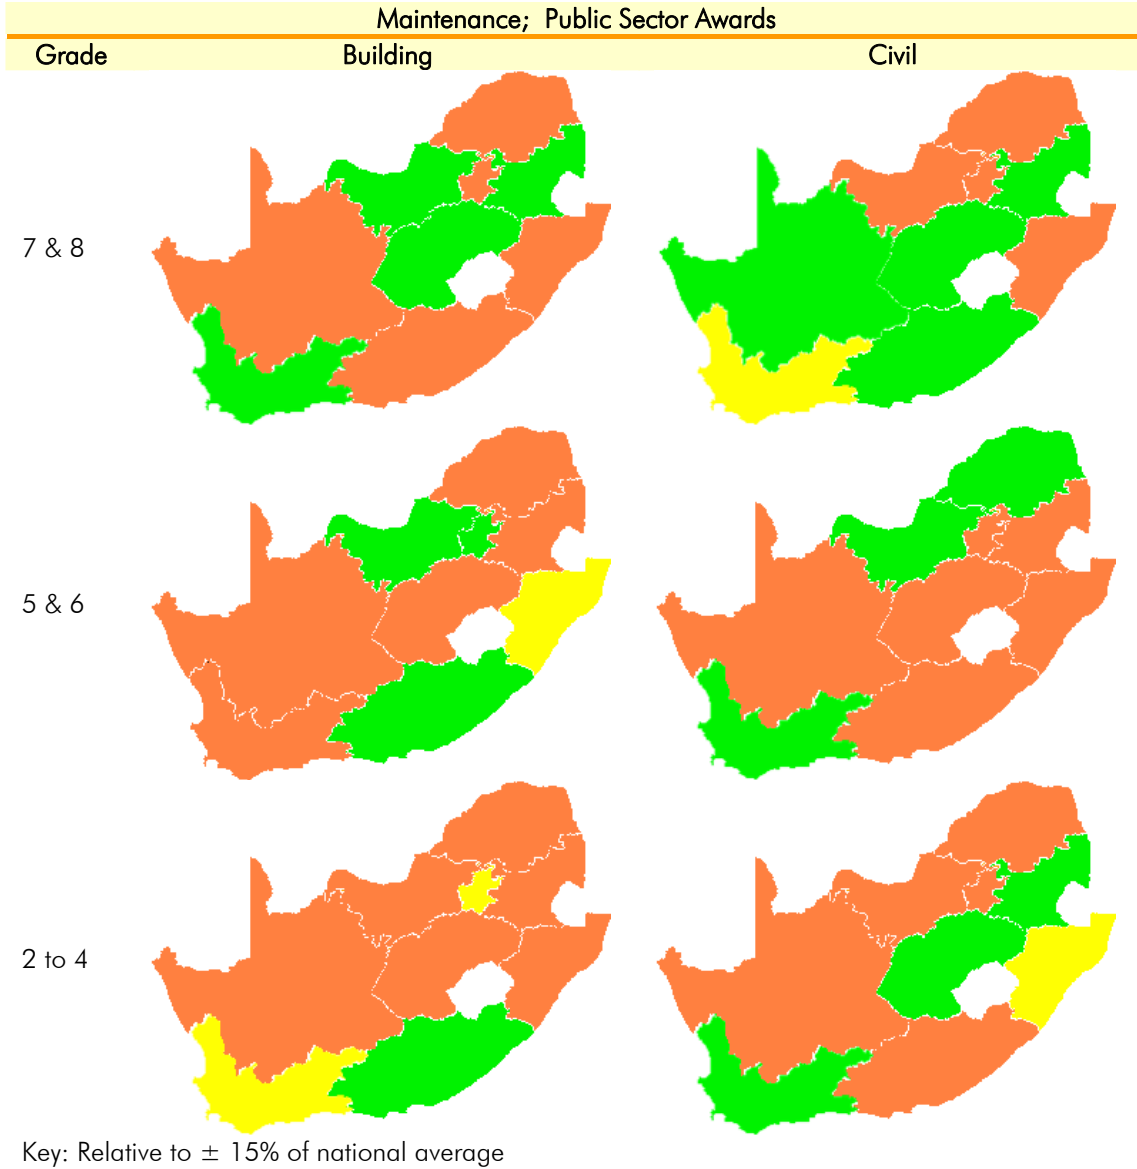 Maintenance;  Public Sector Awards
Grade Building Civil
7 & 8
5 & 6
2 to 4
Key: Relative to ± 15% of national average